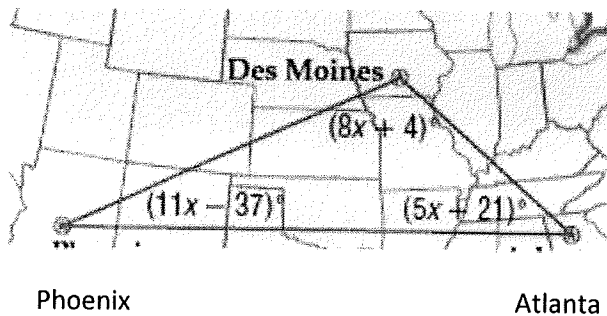 Des Moines
(8x + 4)°
(11x − 37)°
(5x + 21)°
Phoenix
Atlanta